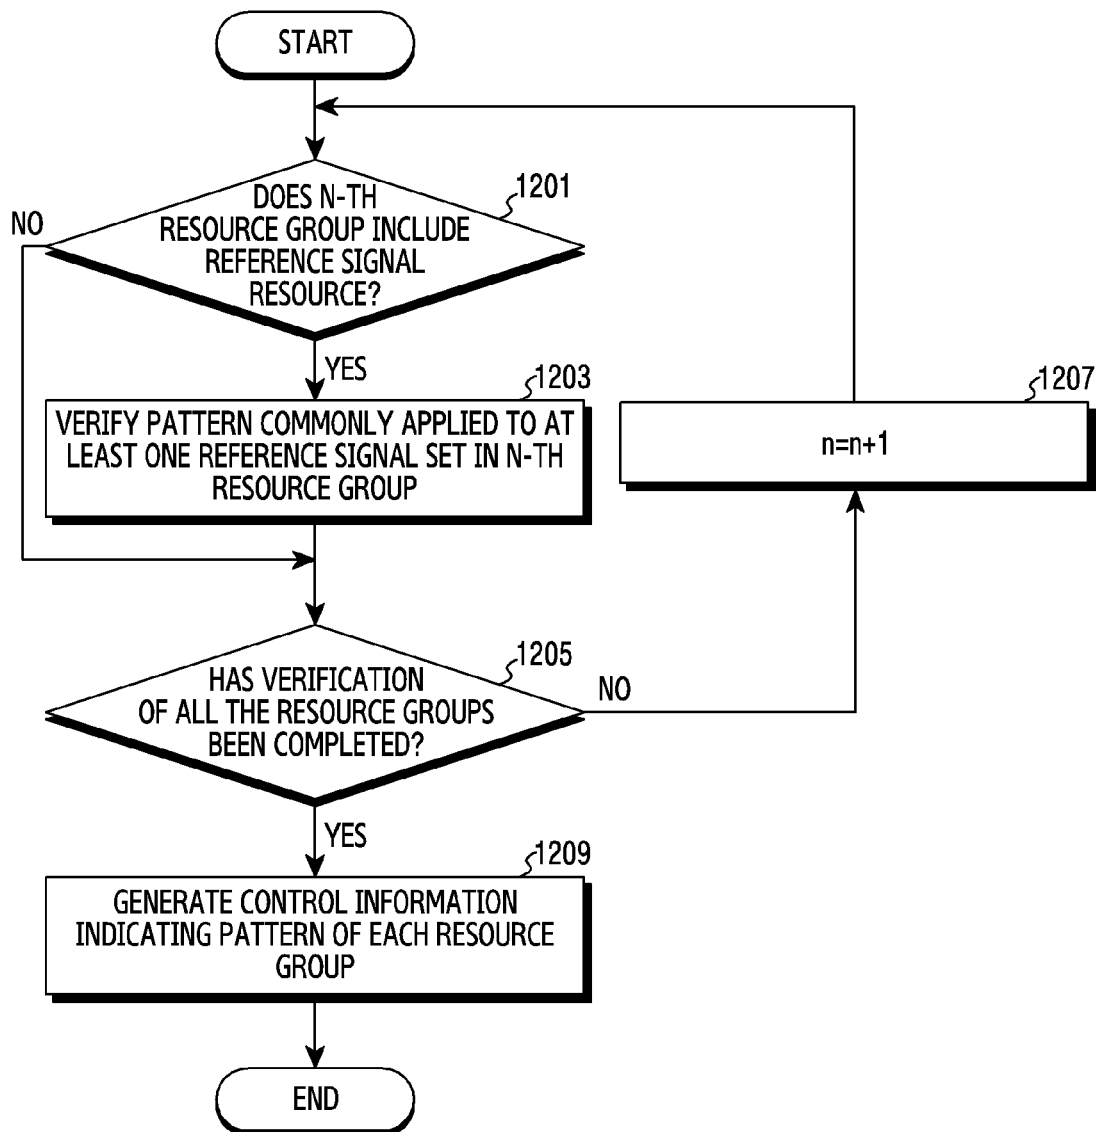 START
DOES N-TH
RESOURCE GROUP INCLUDE
REFERENCE SIGNAL
RESOURCE?
1201
NO
YES
1203
VERIFY PATTERN COMMONLY APPLIED TO AT
LEAST ONE REFERENCE SIGNAL SET IN N-TH
RESOURCE GROUP
1207
n=n+1
1205
HAS VERIFICATION
OF ALL THE RESOURCE GROUPS
BEEN COMPLETED?
NO
YES
1209
GENERATE CONTROL INFORMATION
INDICATING PATTERN OF EACH RESOURCE
GROUP
END